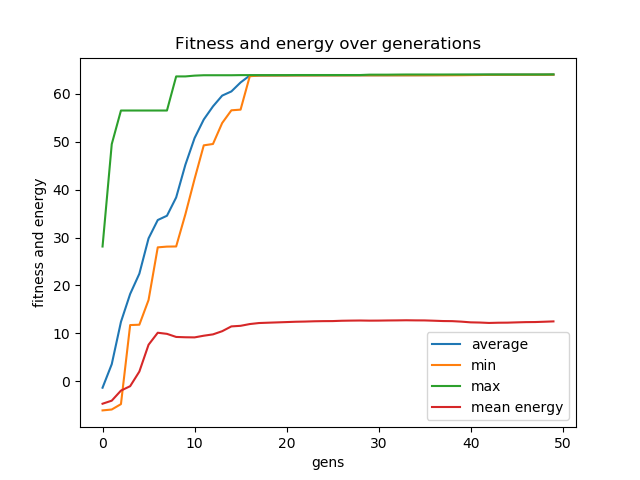 Fitness and energy over generations
fitness and energy
60
50
40
30
20
10
0
0 10 20 30 40 50
gens
average
min
max
mean energy